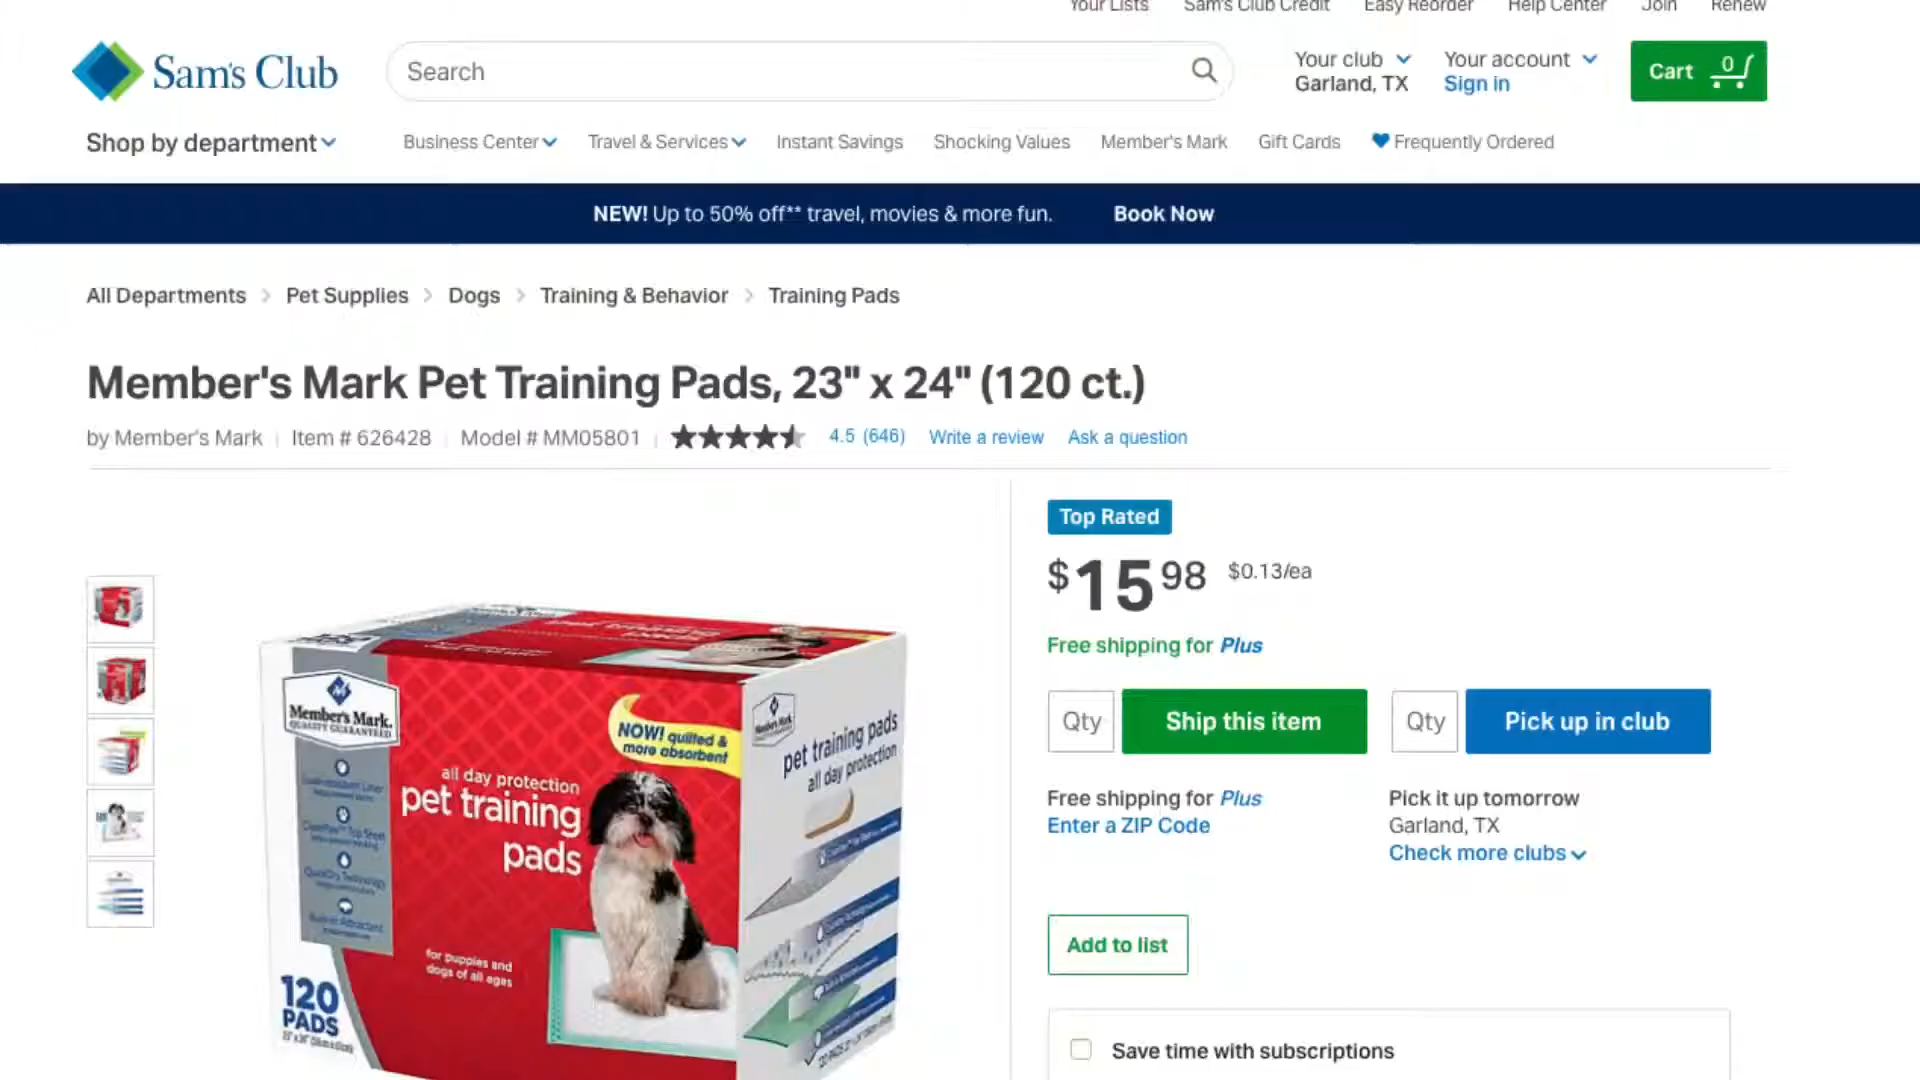 Your Lists Sam's Club Credit Easy Reorder Help Center Join Renew
Sam's Club
Search
Your club
Garland, TX
Your account
Sign in
Cart 0
Shop by department
Business Center Travel & Services Instant Savings Shocking Values Member's Mark Gift Cards Frequently Ordered
NEW! Up to 50% off** travel, movies & more fun. Book Now
All Departments > Pet Supplies > Dogs > Training & Behavior > Training Pads
Member's Mark Pet Training Pads, 23" x 24" (120 ct.)
by Member's Mark | Item # 626428 | Model # MM05801 | 4.5 (646) Write a review Ask a question
Top Rated
$15 98 $0.13/ea
Free shipping for Plus
Qty Ship this item Qty Pick up in club
Free shipping for Plus
Enter a ZIP Code
Pick it up tomorrow
Garland, TX
Check more clubs
Add to list
Save time with subscriptions
Member's Mark.
QUALITY GUARANTEED
NOW! quilted &
more absorbent
all day protection
pet training
pads
for puppies and
dogs of all ages
120
PADS
Member's Mark
pet training pads
all day protection